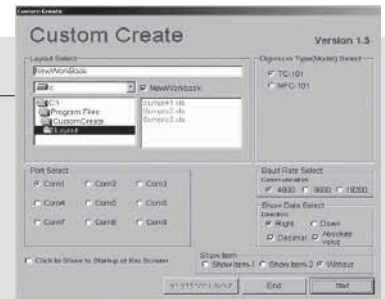 Custom Create
Custom Create
Version 1.5
Layout Select
NewWorkBook
c
NewWorkbook
C:\
Program Files
CustomCreate
Layout
Sample1.xls
Sample2.xls
Sample3.xls
Type(Model) Select
TC-101
MFC-101
Port Select
Com1 Com2 Com3
Com4 Com5 Com6
Com7 Com8 Com9
Baud Rate Select
Communication
4800 9600 19200
Show Data Select
Direction
Right Down
Decimal Absolute
Valid
Click to Show to Startup of this Screen
Show Item
Show Item-1 Show Item-2 Without
Layout
End
Start